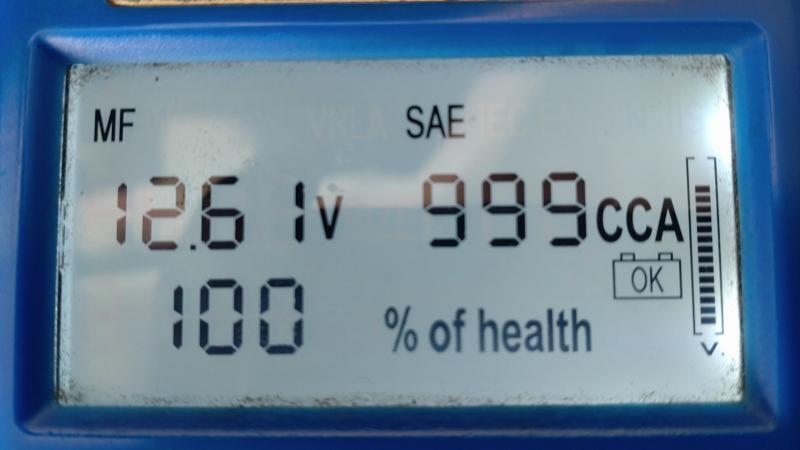 MF SAE
12.61V 999CCA
OK
100 % of health